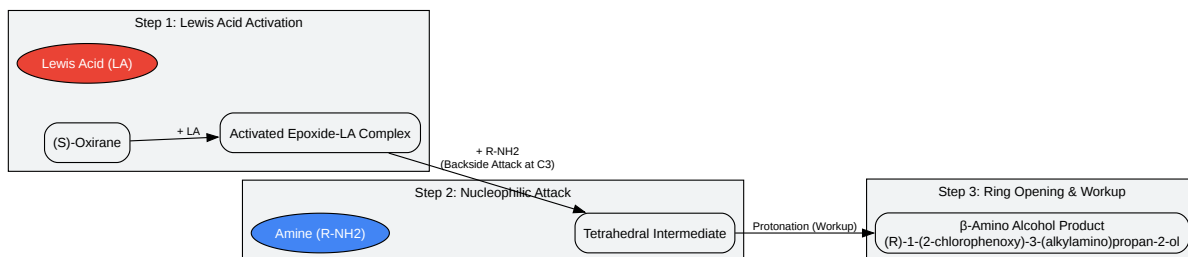 Step 1: Lewis Acid Activation
Lewis Acid (LA)
(S)-Oxirane
+ LA
Activated Epoxide-LA Complex
+ R-NH2
(Backside Attack at C3)
Step 2: Nucleophilic Attack
Amine (R-NH2)
Tetrahedral Intermediate
Protonation (Workup)
Step 3: Ring Opening & Workup
β-Amino Alcohol Product
(R)-1-(2-chlorophenoxy)-3-(alkylamino)propan-2-ol